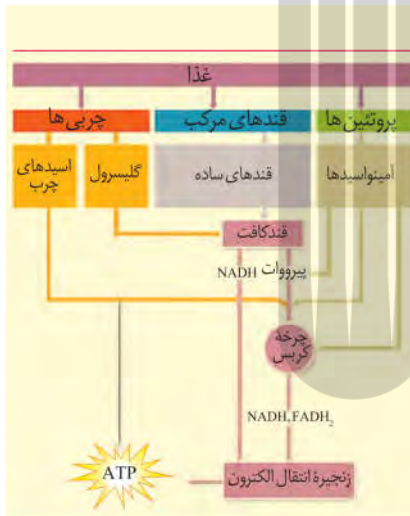 غذا
پروتئین‌ها
قندهای مرکب
چربی‌ها
آمینواسیدها
قندهای ساده
گلیسرول
اسیدهای
چرب
قندکافت
پیرووات NADH
چرخهٔ
کربس
NADH، FADH₂
زنجیرهٔ انتقال الکترون
ATP